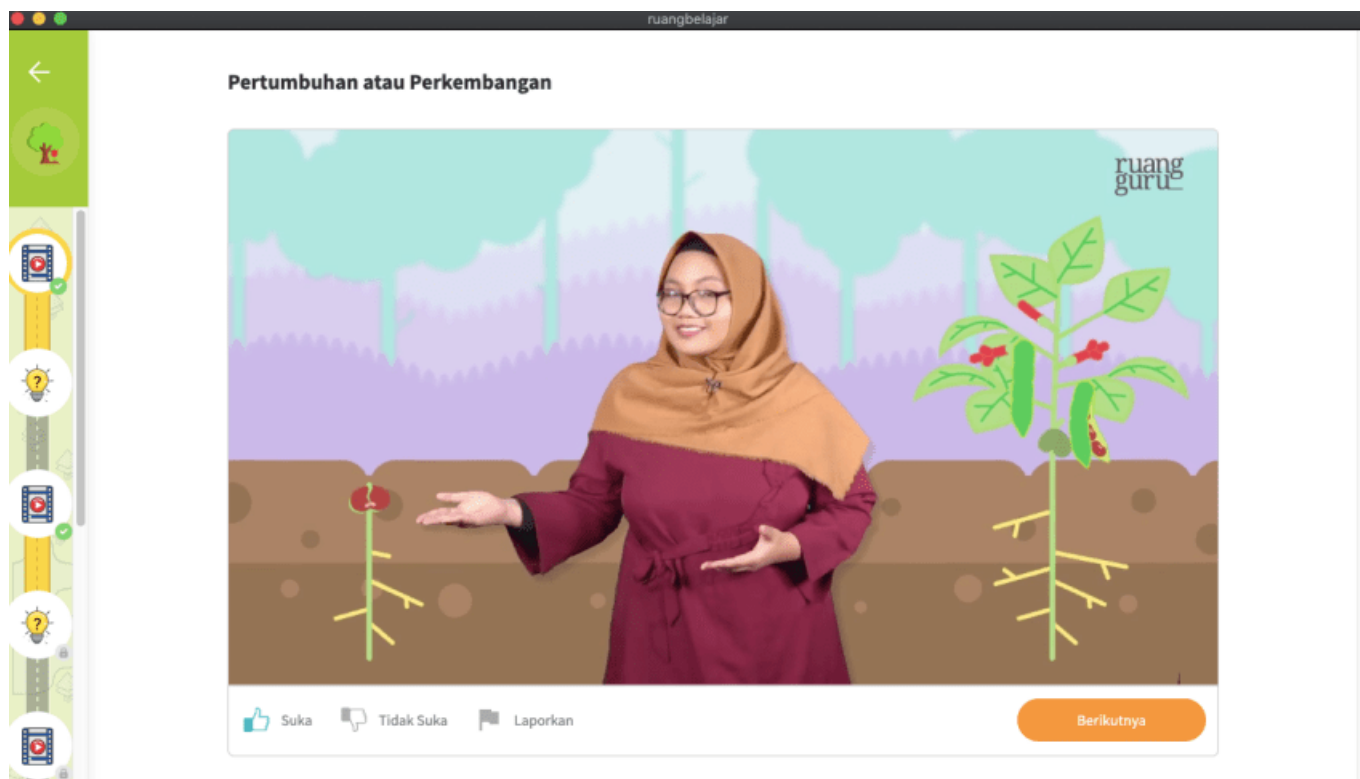 ruangbelajar
Pertumbuhan atau Perkembangan
ruang
guru
?
?
Suka
Tidak Suka
Laporkan
Berikutnya